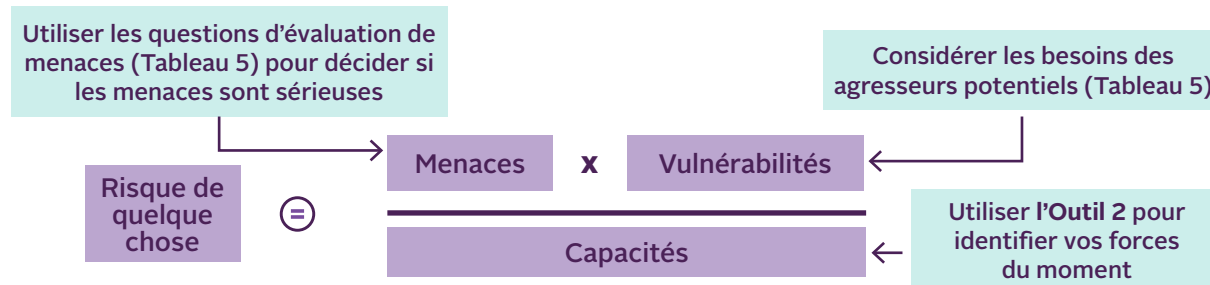 Utiliser les questions d'évaluation de
menaces (Tableau 5) pour décider si
les menaces sont sérieuses
Considérer les besoins des
agresseurs potentiels (Tableau 5)
Risque de
quelque
chose
=
Menaces
x
Vulnérabilités
Capacités
Utiliser l'Outil 2 pour
identifier vos forces
du moment